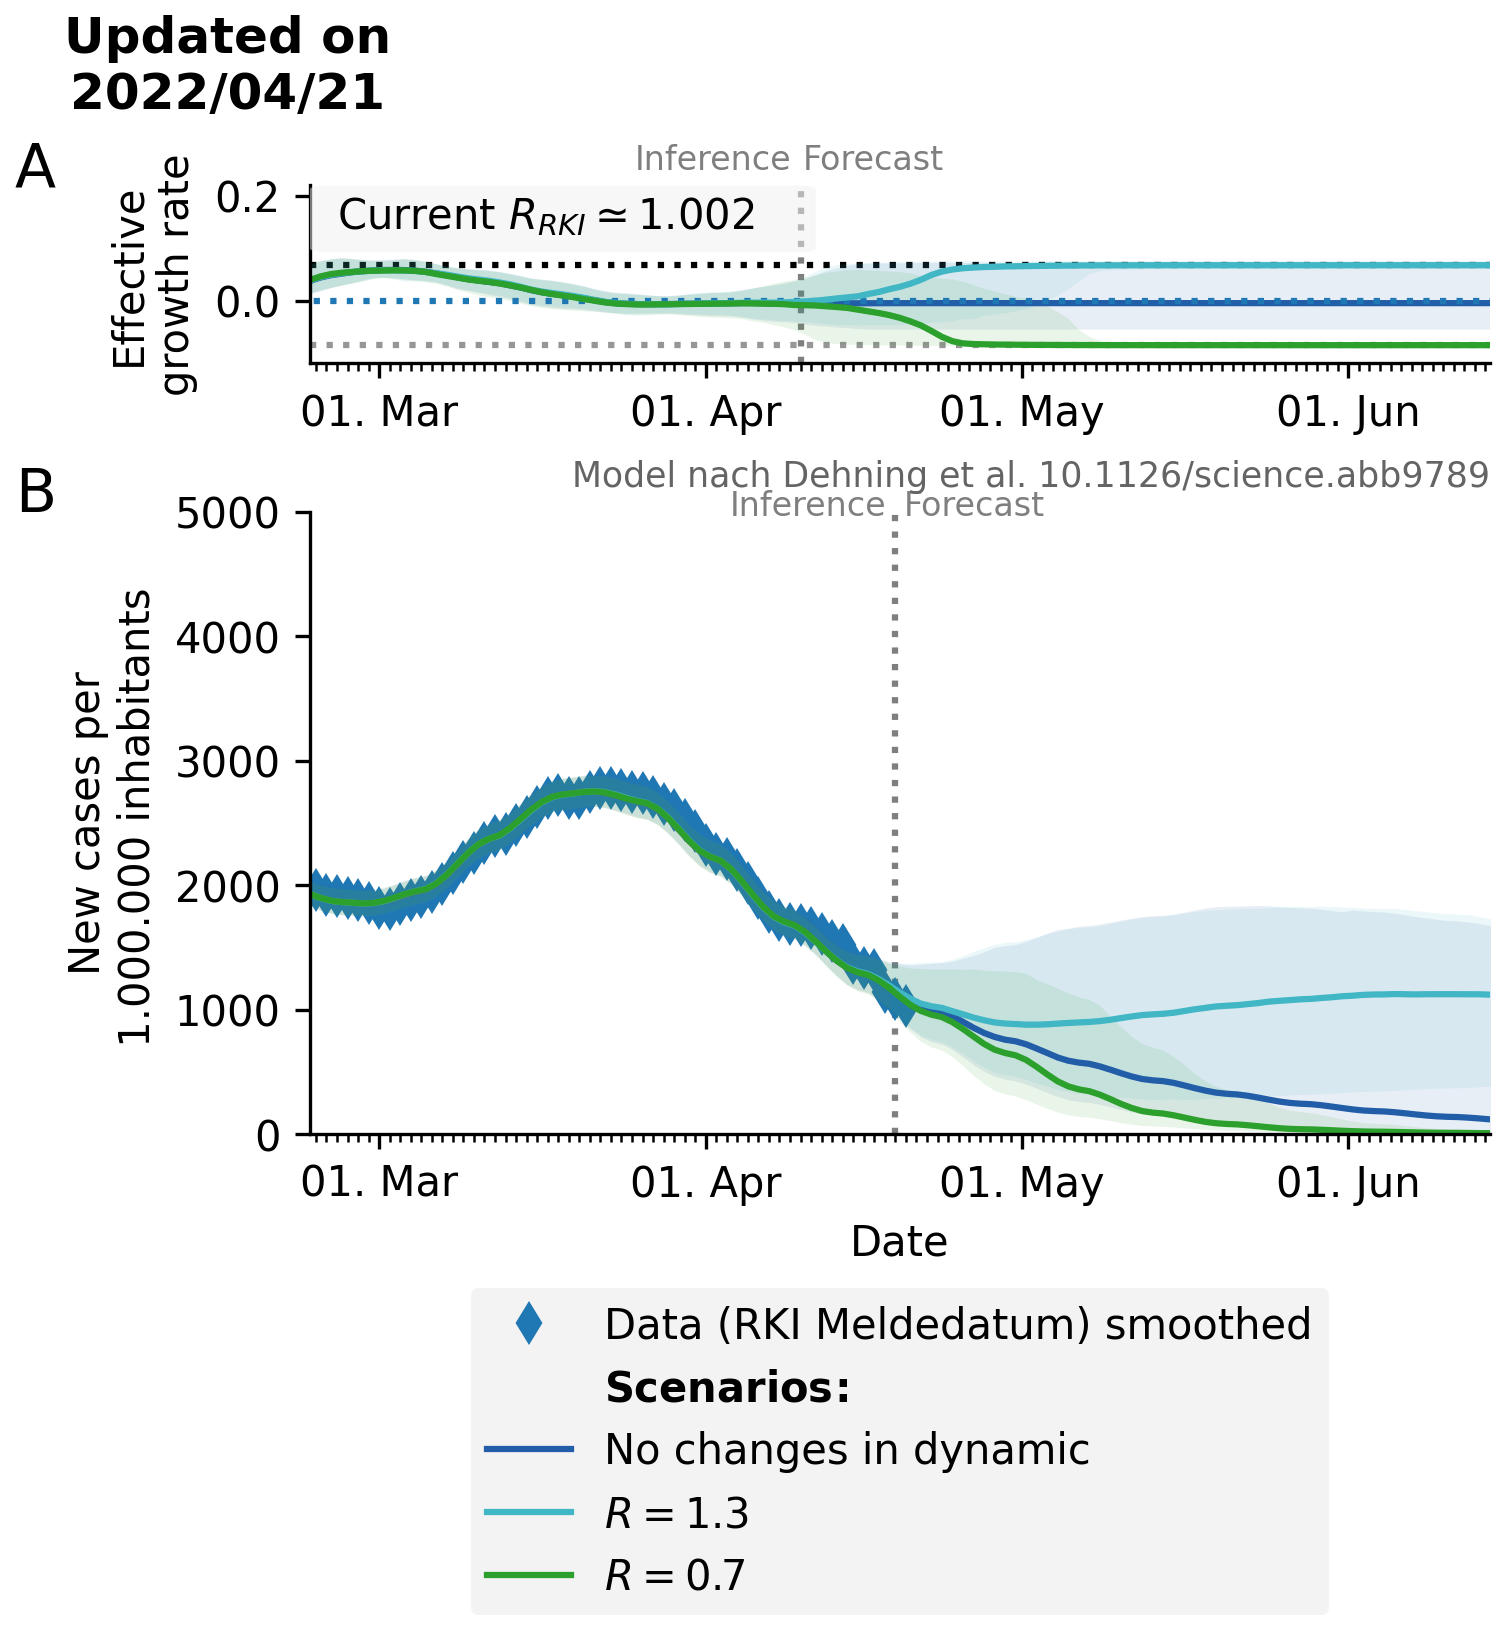 Updated on
2022/04/21
A
Inference Forecast
Effective
growth rate
0.2
0.0
Current R_RKI ≃ 1.002
01. Mar 01. Apr 01. May 01. Jun
B
Model nach Dehning et al. 10.1126/science.abb9789
Inference Forecast
New cases per
1.000.000 inhabitants
5000
4000
3000
2000
1000
0
01. Mar 01. Apr 01. May 01. Jun
Date
Data (RKI Meldedatum) smoothed
Scenarios:
No changes in dynamic
R = 1.3
R = 0.7